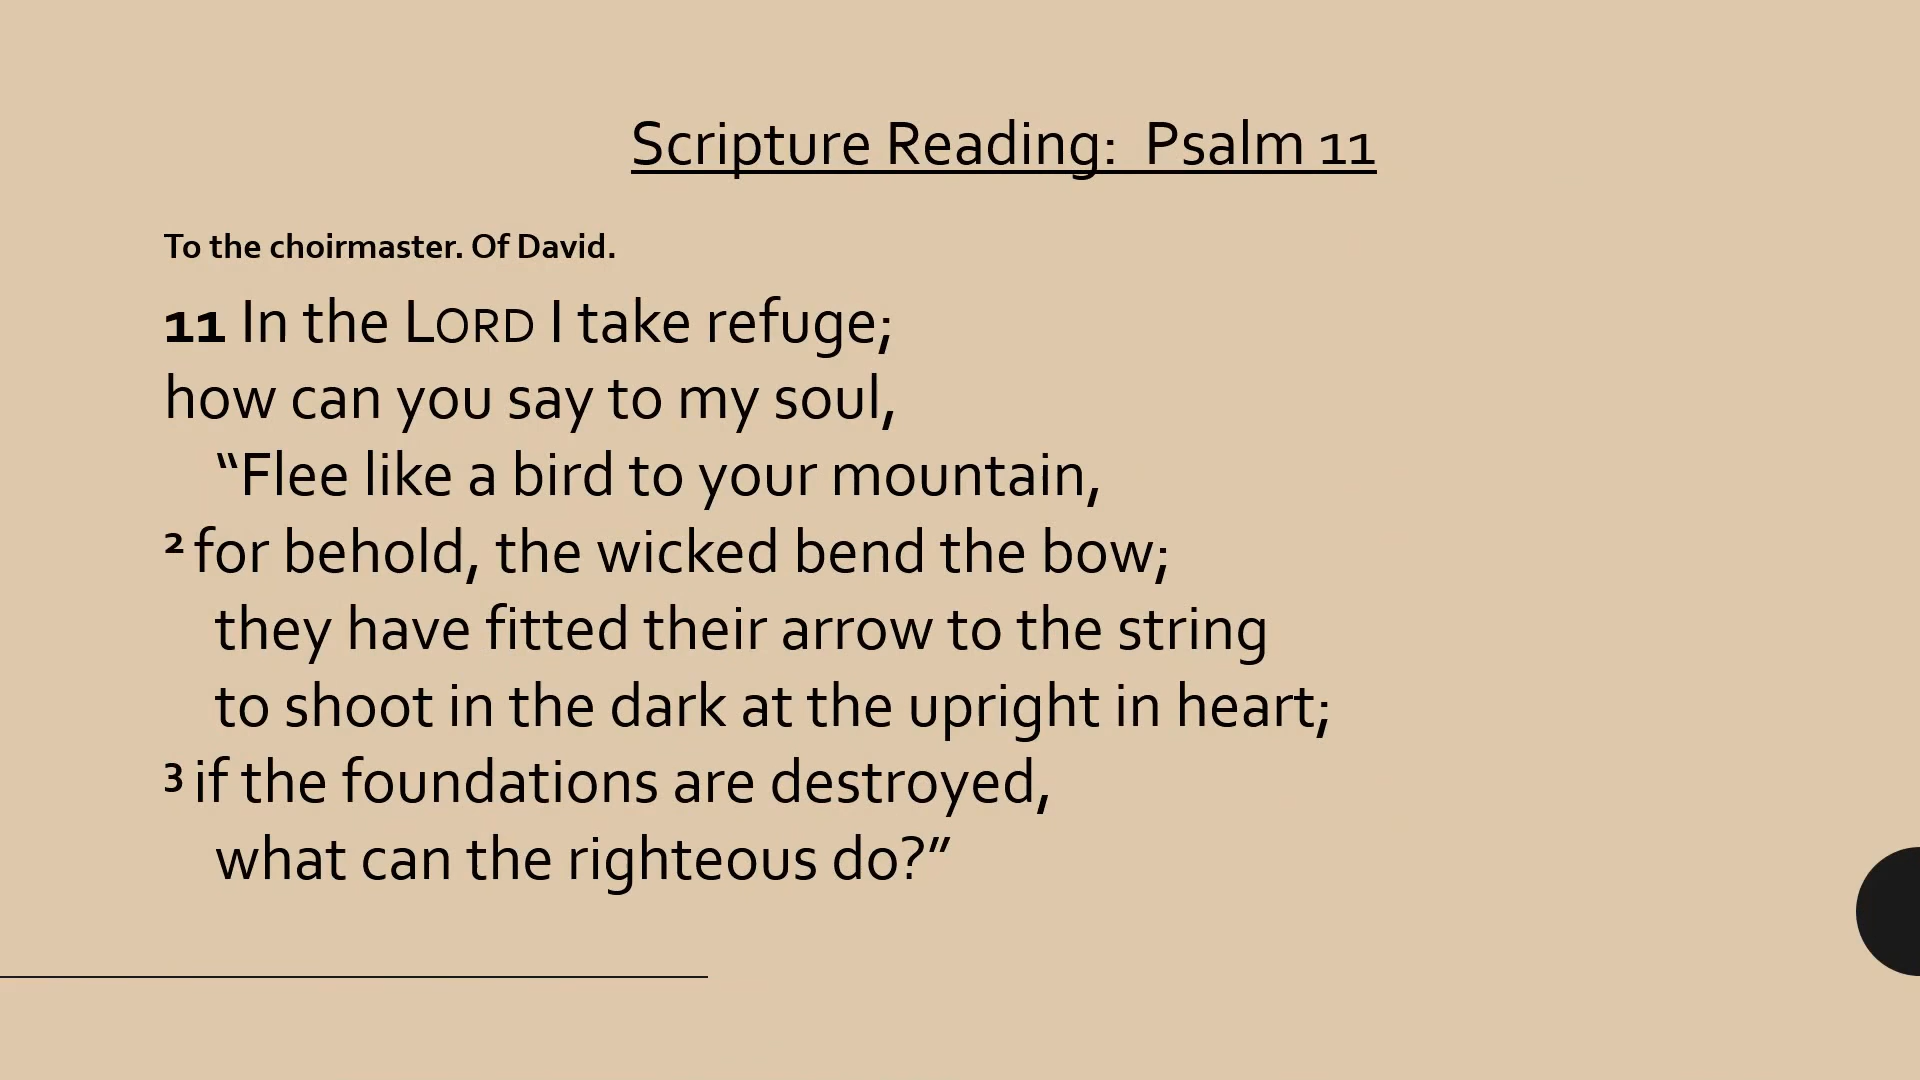 Scripture Reading:  Psalm 11
To the choirmaster. Of David.
11 In the LORD I take refuge;
how can you say to my soul,
“Flee like a bird to your mountain,
2 for behold, the wicked bend the bow;
they have fitted their arrow to the string
to shoot in the dark at the upright in heart;
3 if the foundations are destroyed,
what can the righteous do?”